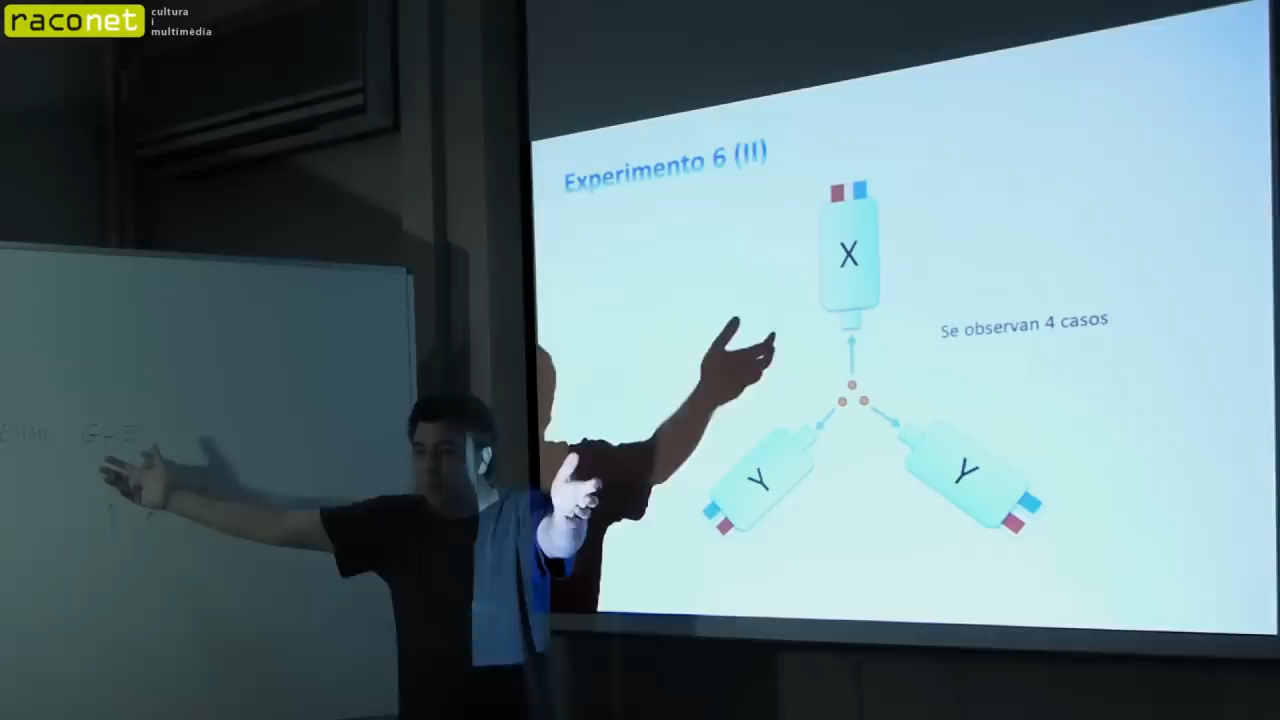 raconet
cultura
i
multimèdia
Experimento 6 (II)
X
Se observan 4 casos
Y
Y